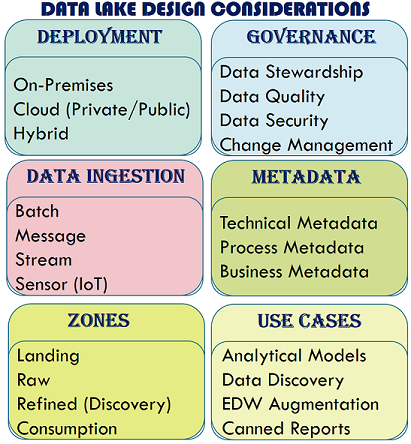 DATA LAKE DESIGN CONSIDERATIONS
DEPLOYMENT
On-Premises
Cloud (Private/Public)
Hybrid
GOVERNANCE
Data Stewardship
Data Quality
Data Security
Change Management
DATA INGESTION
Batch
Message
Stream
Sensor (IoT)
METADATA
Technical Metadata
Process Metadata
Business Metadata
ZONES
Landing
Raw
Refined (Discovery)
Consumption
USE CASES
Analytical Models
Data Discovery
EDW Augmentation
Canned Reports